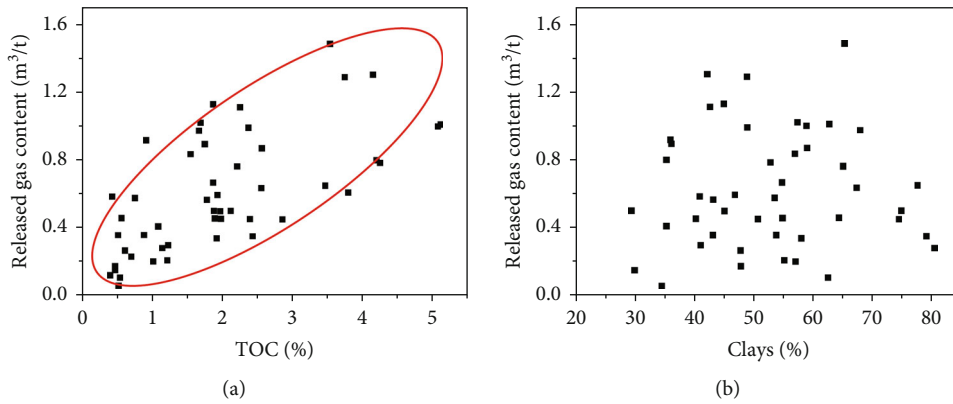 1.6
1.2
0.8
0.4
0.0
Released gas content (m³/t)
0 1 2 3 4 5
TOC (%)
(a)
1.6
1.2
0.8
0.4
0.0
Released gas content (m³/t)
20 30 40 50 60 70 80
Clays (%)
(b)